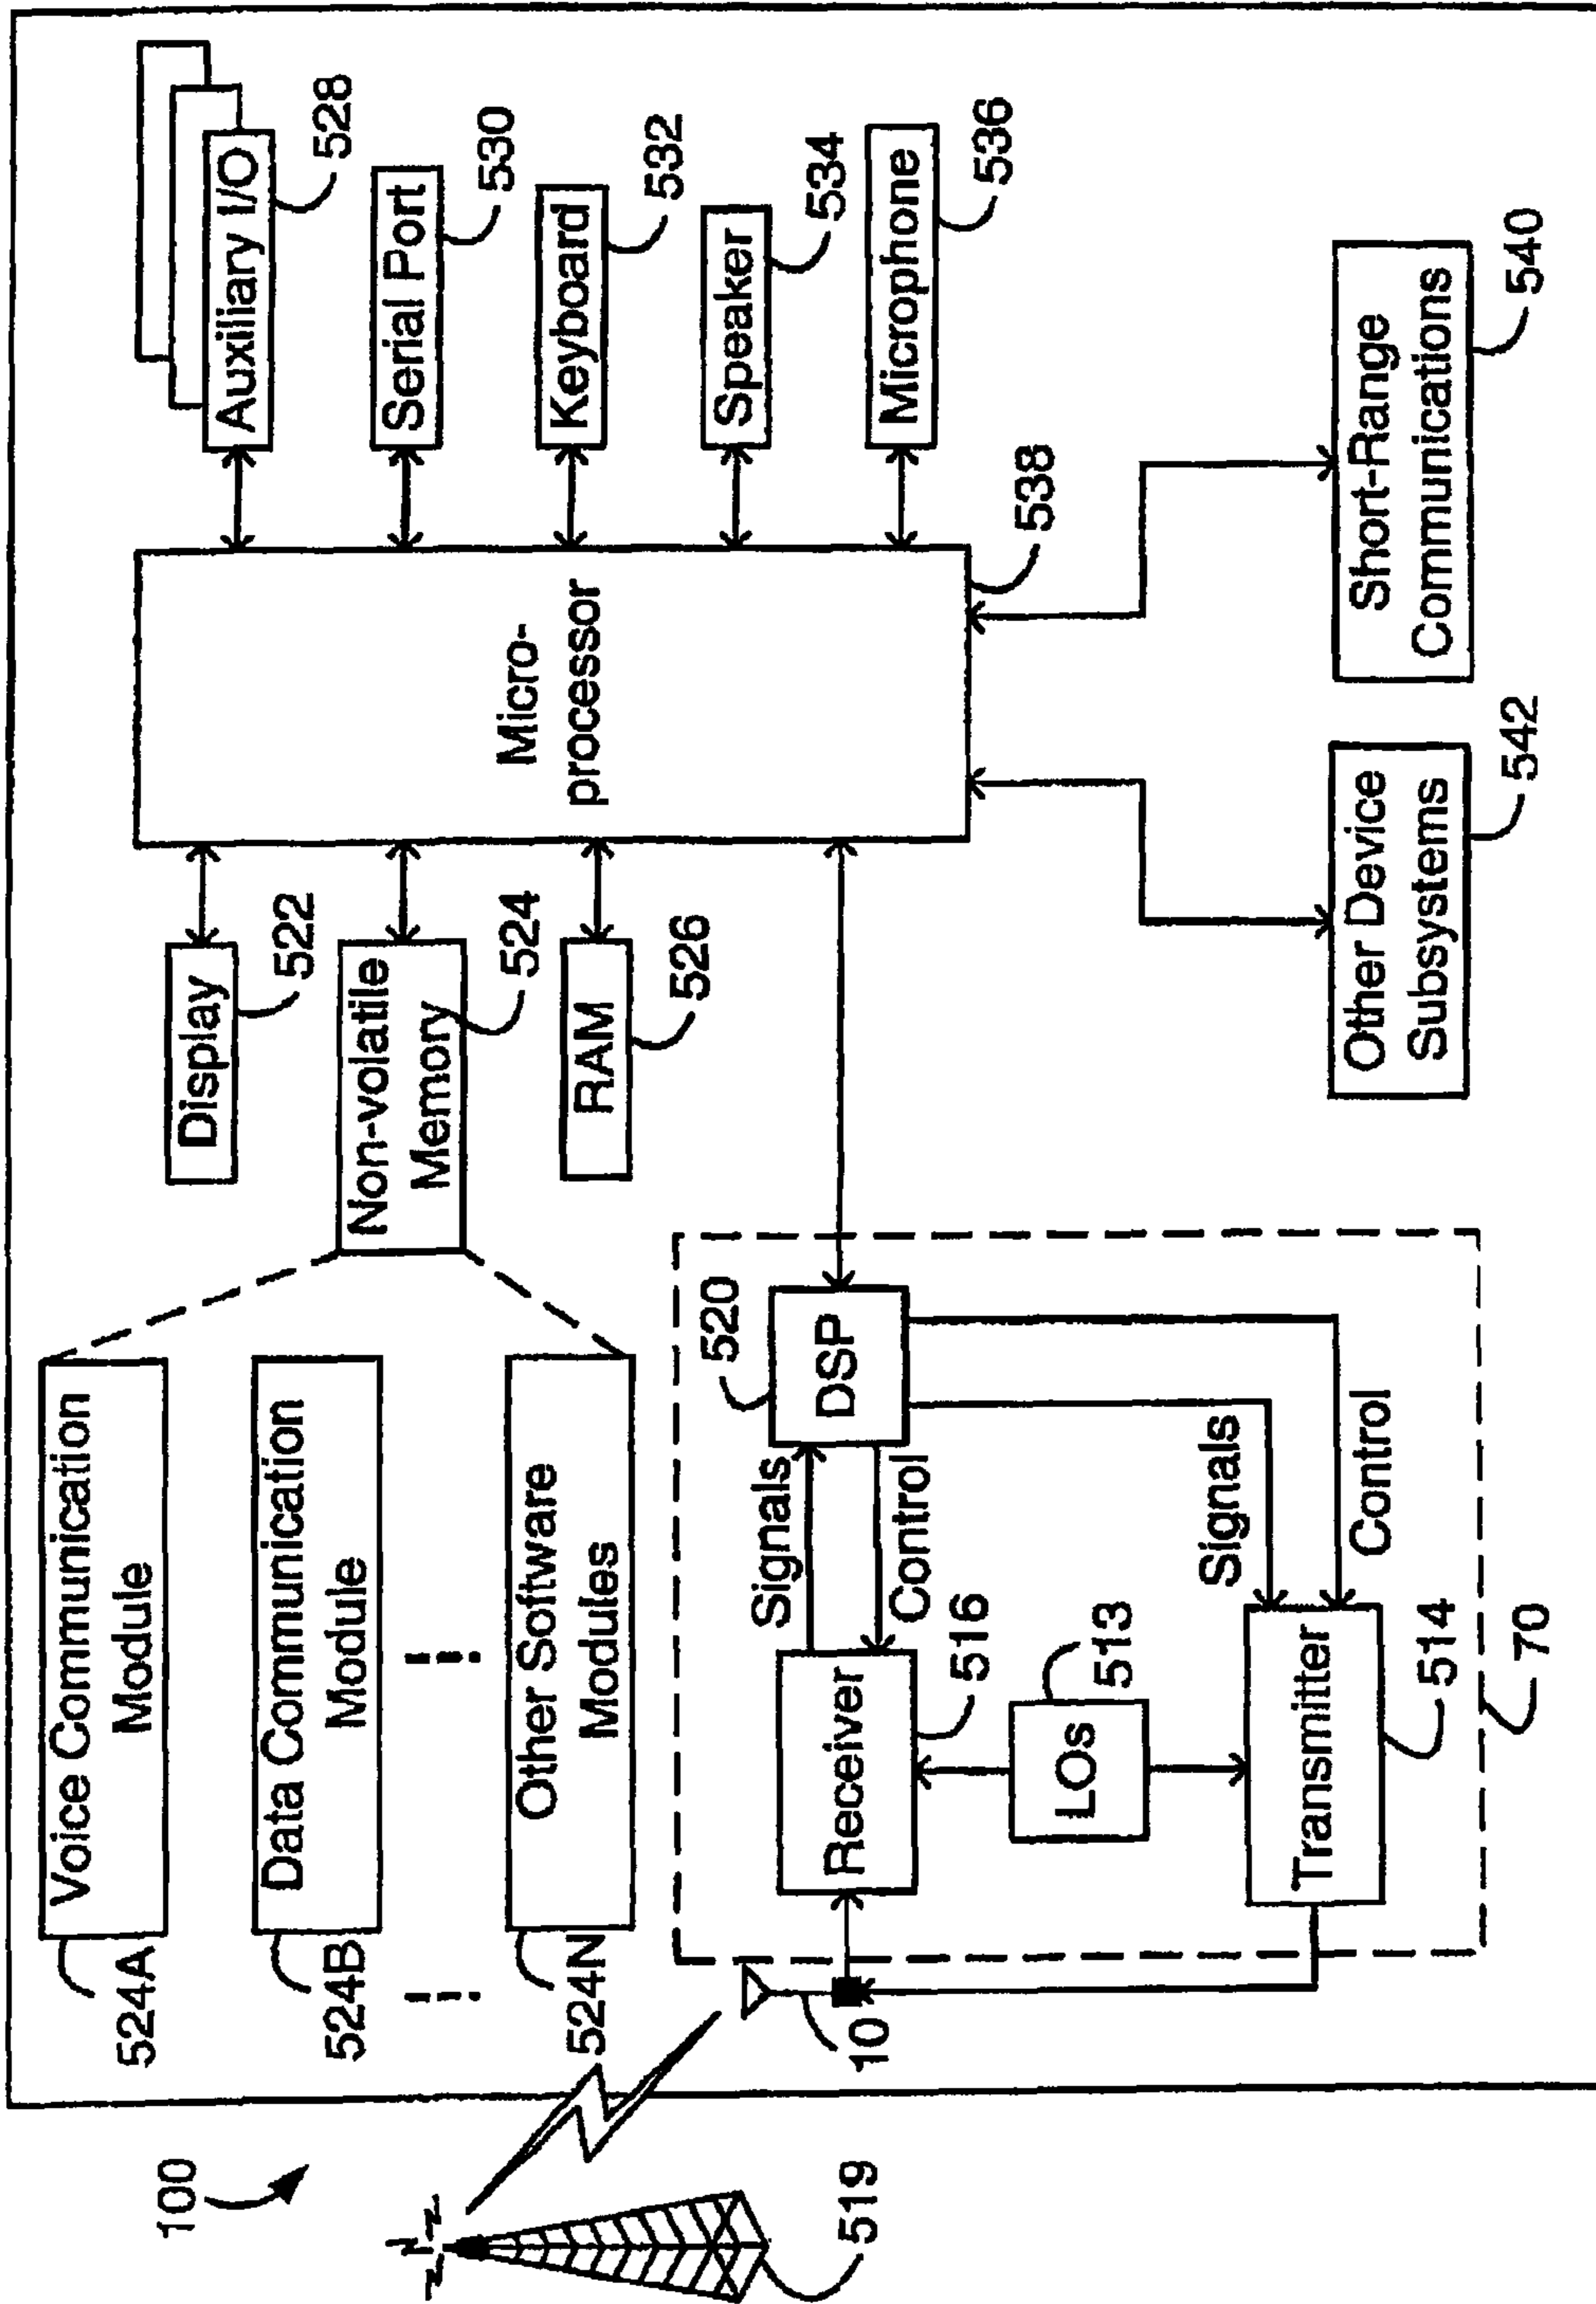 100
519
524A
Voice Communication
Module
524B
Data Communication
Module
524N
Other Software
Modules
Display
522
Non-volatile
Memory
524
RAM
526
Micro-
processor
538
Auxiliary I/O
528
Serial Port
530
Keyboard
532
Speaker
534
Microphone
536
10
Receiver
516
Signals
Control
DSP
520
LOs
513
Signals
Control
Transmitter
514
70
Other Device
Subsystems
542
Short-Range
Communications
540